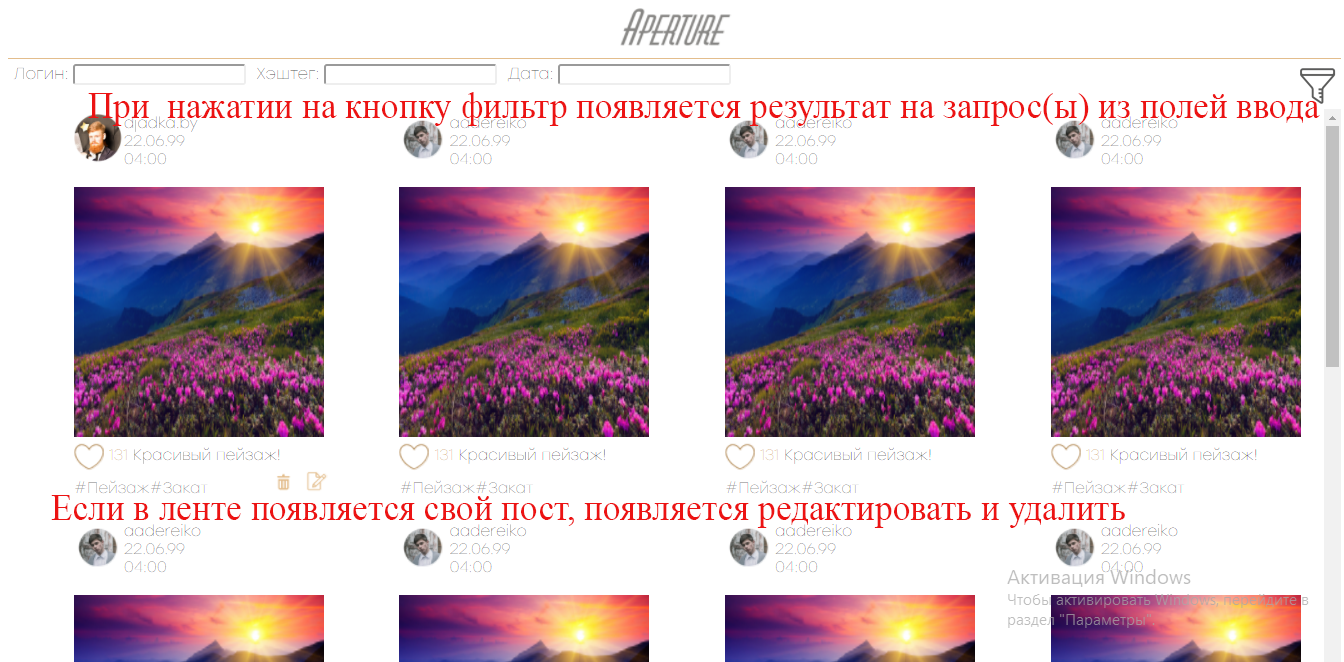 APERTURE
Логин: Хэштег: Дата:
При нажатии на кнопку фильтр появляется результат на запрос(ы) из полей ввода
djadka.by aadereiko aadereiko aadereiko
22.06.99 22.06.99 22.06.99 22.06.99
04:00 04:00 04:00 04:00
131 Красивый пейзаж! 131 Красивый пейзаж! 131 Красивый пейзаж! 131 Красивый пейзаж!
#Пейзаж#Закат #Пейзаж#Закат #Пейзаж#Закат #Пейзаж#Закат
Если в ленте появляется свой пост, появляется редактировать и удалить
aadereiko aadereiko aadereiko aadereiko
22.06.99 22.06.99 22.06.99 22.06.99
04:00 04:00 04:00 04:00
Активация Windows
Чтобы активировать Windows, перейдите в
раздел "Параметры".